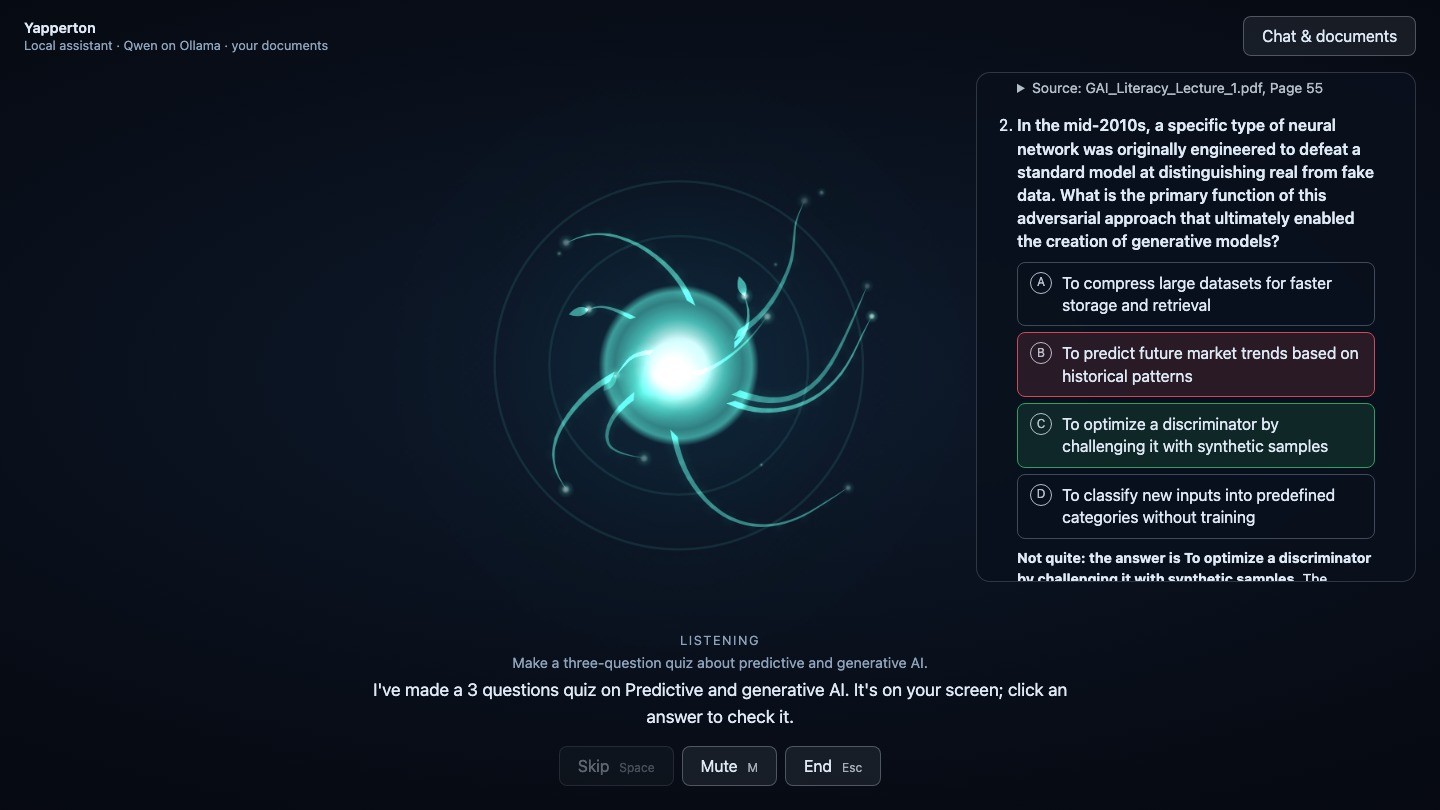 Yapperton
Local assistant · Qwen on Ollama · your documents
Chat & documents
▶ Source: GAI_Literacy_Lecture_1.pdf, Page 55
2. In the mid-2010s, a specific type of neural
network was originally engineered to defeat a
standard model at distinguishing real from fake
data. What is the primary function of this
adversarial approach that ultimately enabled
the creation of generative models?
A To compress large datasets for faster
storage and retrieval
B To predict future market trends based on
historical patterns
C To optimize a discriminator by
challenging it with synthetic samples
D To classify new inputs into predefined
categories without training
Not quite: the answer is To optimize a discriminator
by challenging it with synthetic samples. The
LISTENING
Make a three-question quiz about predictive and generative AI.
I've made a 3 questions quiz on Predictive and generative AI. It's on your screen; click an
answer to check it.
Skip Space
Mute M
End Esc